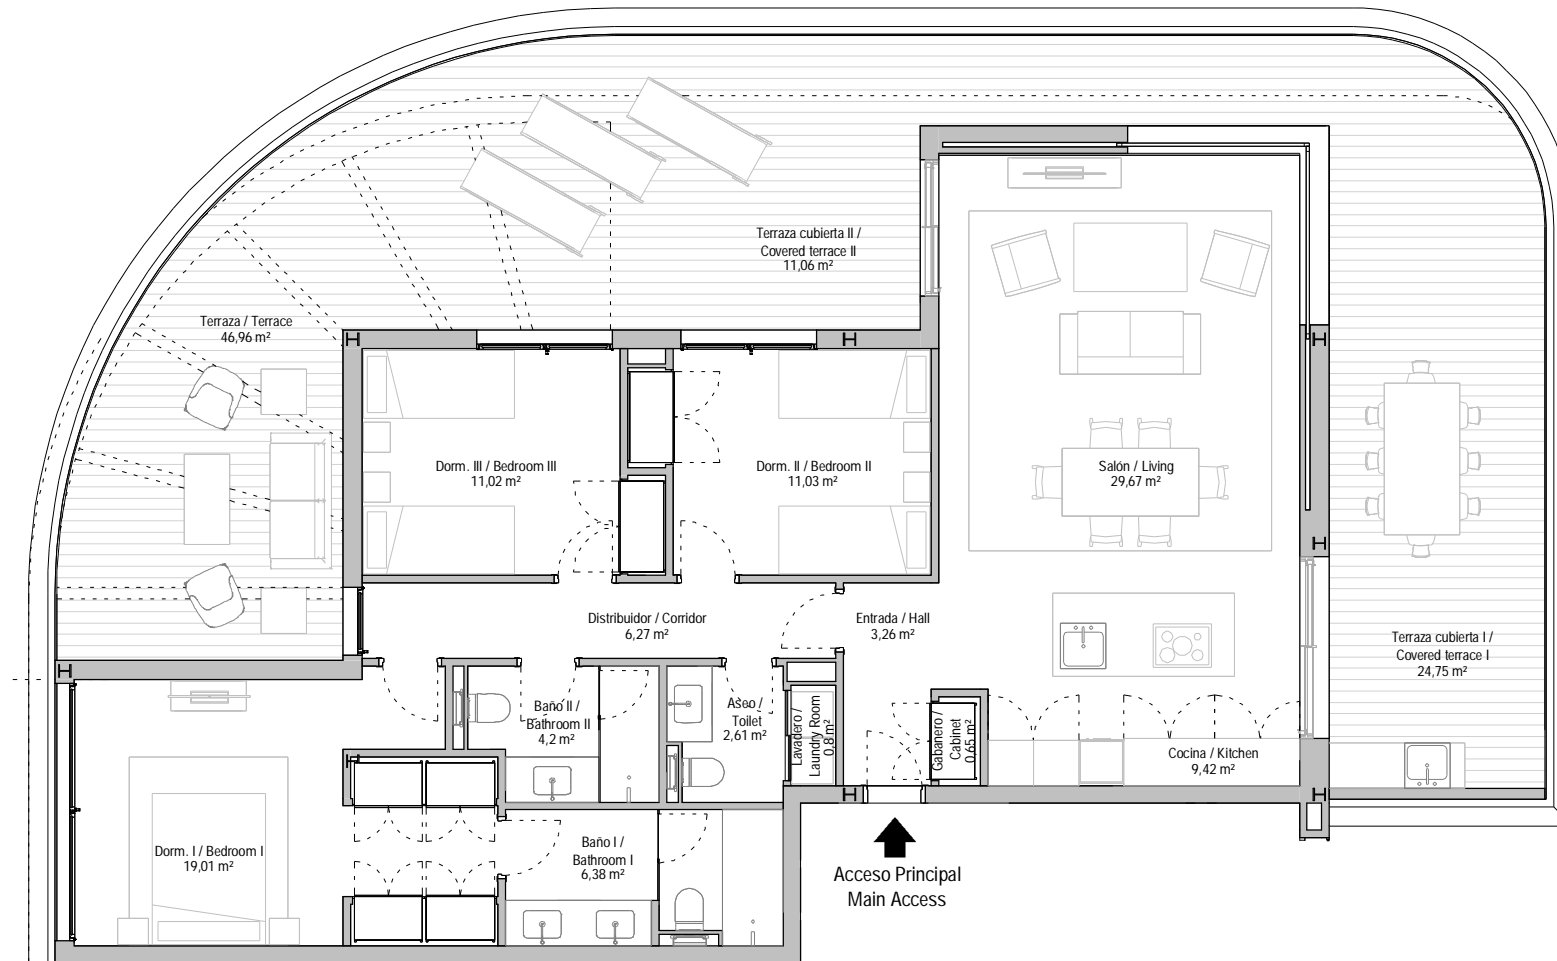 Terraza cubierta II /
Covered terrace II
11,06 m²
Terraza / Terrace
46,96 m²
Dorm. III / Bedroom III
11,02 m²
Dorm. II / Bedroom II
11,03 m²
Salón / Living
29,67 m²
Distribuidor / Corridor
6,27 m²
Entrada / Hall
3,26 m²
Terraza cubierta I /
Covered terrace I
24,75 m²
Baño II /
Bathroom II
4,2 m²
Aseo /
Toilet
2,61 m²
Lavadero /
Laundry Room
0,8 m²
Gabanero /
Cabinet
0,65 m²
Cocina / Kitchen
9,42 m²
Dorm. I / Bedroom I
19,01 m²
Baño I /
Bathroom I
6,38 m²
Acceso Principal
Main Access